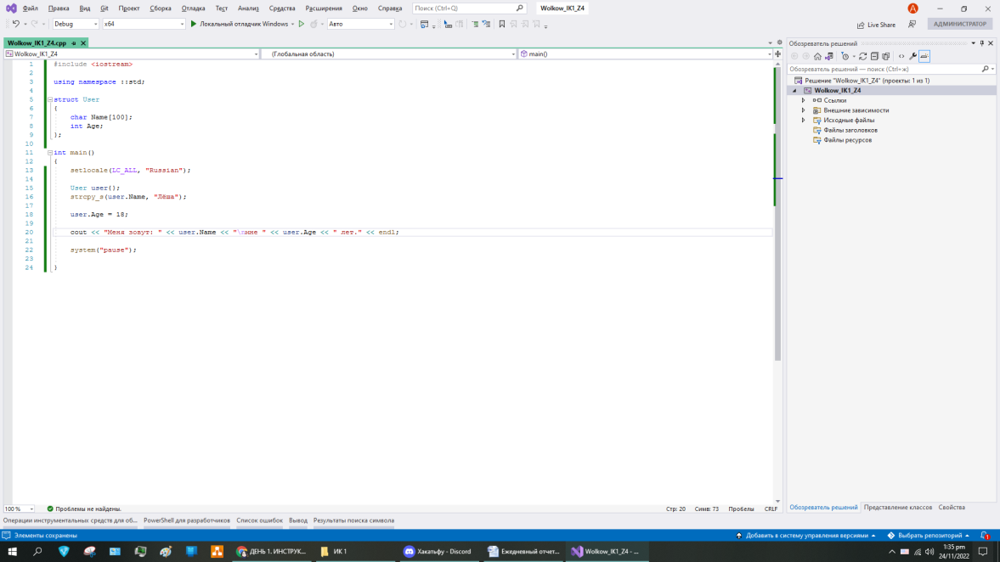 Файл Правка Вид Git Проект Сборка Отладка Тест Анализ Средства Расширения Окно Справка Поиск (Ctrl+Q) Wolkow_IK1_Z4
Debug x64 Локальный отладчик Windows Авто Live Share АДМИНИСТРАТОР
Wolkow_IK1_Z4.cpp
Wolkow_IK1_Z4 (Глобальная область) main()
1 #include <iostream>
2
3 using namespace ::std;
4
5 struct User
6 {
7 char Name[100];
8 int Age;
9 };
10
11 int main()
12 {
13 setlocale(LC_ALL, "Russian");
14
15 User user();
16 strcpy_s(user.Name, "Лёша");
17
18 user.Age = 18;
19
20 cout << "Меня зовут: " << user.Name << "\nмне " << user.Age << " лет." << endl;
21
22 system("pause");
23
24 }
Обозреватель решений
Обозреватель решений — поиск (Ctrl+ж)
Решение "Wolkow_IK1_Z4" (проекты: 1 из 1)
Wolkow_IK1_Z4
Ссылки
Внешние зависимости
Исходные файлы
Файлы заголовков
Файлы ресурсов
100 % Проблемы не найдены. Стр: 20 Симв: 73 Пробелы CRLF
Обозреватель решений Представление классов Свойства
Операции инструментальных средств для об... PowerShell для разработчиков Список ошибок Вывод Результаты поиска символа
Элементы сохранены Добавить в систему управления версиями Выбрать репозиторий 1
ДЕНЬ 1. ИНСТРУК... ИК 1 Хакатьфу - Discord Ежедневный отчет... Wolkow_IK1_Z4 - ... 1:35 pm
24/11/2022